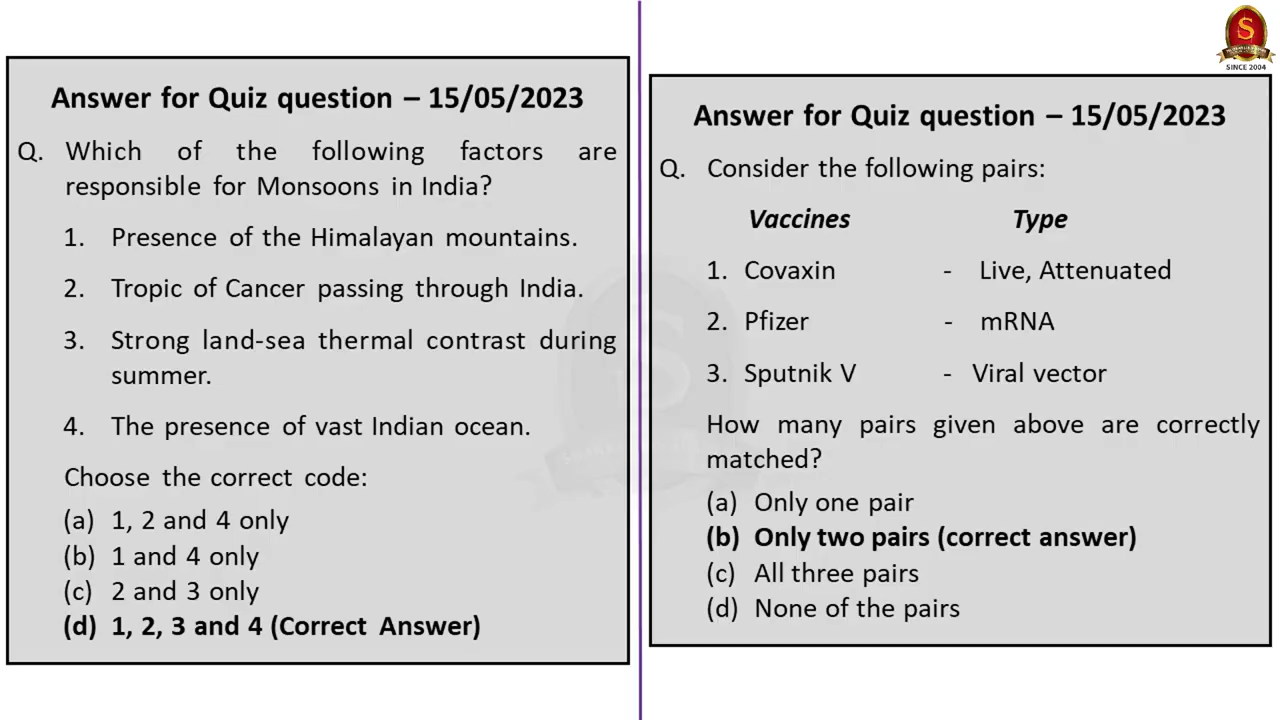 Answer for Quiz question – 15/05/2023
Q. Which of the following factors are
responsible for Monsoons in India?
1. Presence of the Himalayan mountains.
2. Tropic of Cancer passing through India.
3. Strong land-sea thermal contrast during
summer.
4. The presence of vast Indian ocean.
Choose the correct code:
(a) 1, 2 and 4 only
(b) 1 and 4 only
(c) 2 and 3 only
(d) 1, 2, 3 and 4 (Correct Answer)
S
SINCE 2004
Answer for Quiz question – 15/05/2023
Q. Consider the following pairs:
Vaccines Type
1. Covaxin - Live, Attenuated
2. Pfizer - mRNA
3. Sputnik V - Viral vector
How many pairs given above are correctly
matched?
(a) Only one pair
(b) Only two pairs (correct answer)
(c) All three pairs
(d) None of the pairs